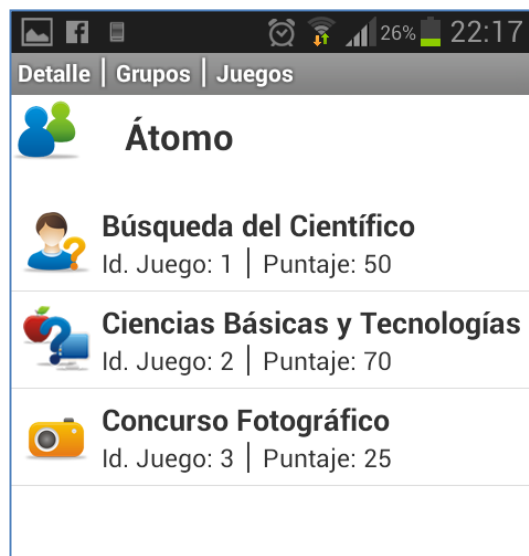 26% 22:17
Detalle | Grupos | Juegos
Átomo
Búsqueda del Científico
Id. Juego: 1 | Puntaje: 50
Ciencias Básicas y Tecnologías
Id. Juego: 2 | Puntaje: 70
Concurso Fotográfico
Id. Juego: 3 | Puntaje: 25